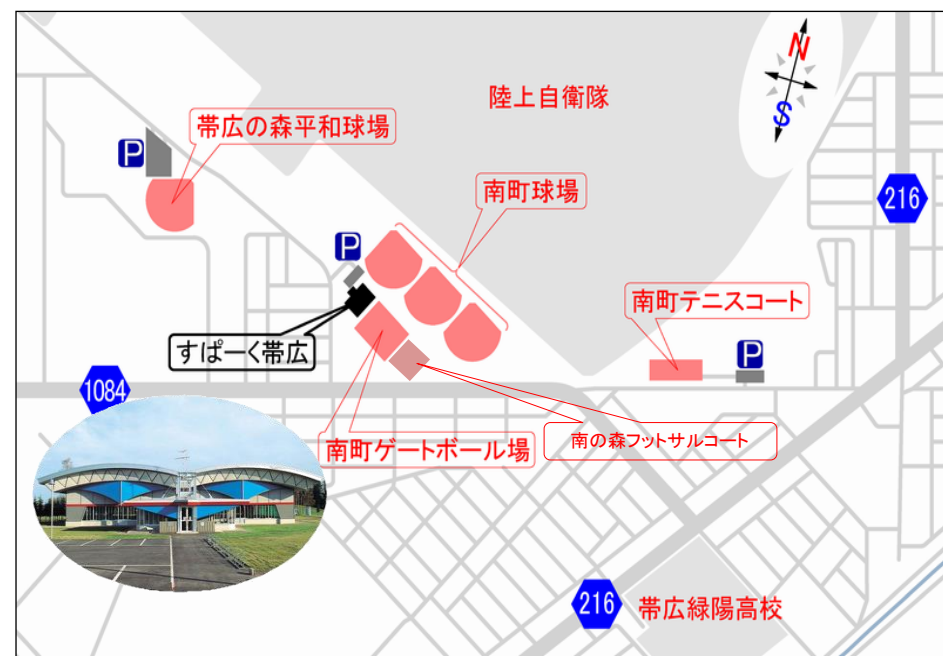 陸上自衛隊
N
S
帯広の森平和球場
P
南町球場
216
P
南町テニスコート
すぱーく帯広
P
1084
南町ゲートボール場
南の森フットサルコート
216
帯広緑陽高校